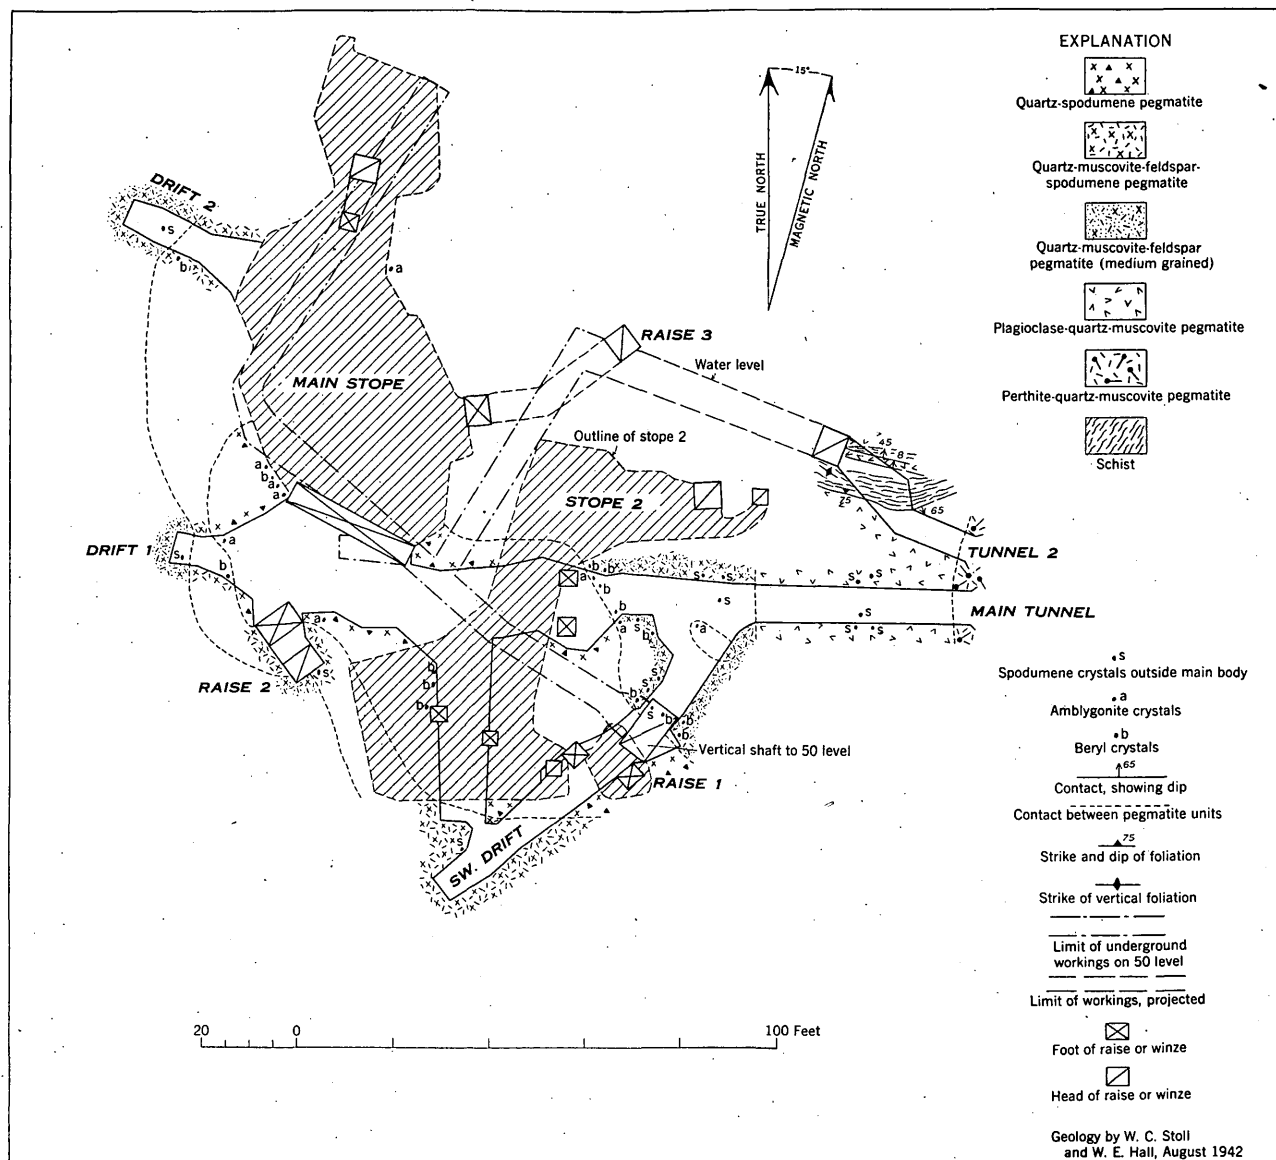 EXPLANATION
Quartz-spodumene pegmatite
Quartz-muscovite-feldspar-
spodumene pegmatite
Quartz-muscovite-feldspar
pegmatite (medium grained)
Plagioclase-quartz-muscovite pegmatite
Perthite-quartz-muscovite pegmatite
Schist
s
Spodumene crystals outside main body
a
Amblygonite crystals
b
Beryl crystals
65
Contact, showing dip
Contact between pegmatite units
75
Strike and dip of foliation
Strike of vertical foliation
Limit of underground
workings on 50 level
Limit of workings, projected
Foot of raise or winze
Head of raise or winze
Geology by W. C. Stoll
and W. E. Hall, August 1942
15°
TRUE NORTH
MAGNETIC NORTH
DRIFT 2
s
b
a
RAISE 3
MAIN STOPE
Water level
Outline of stope 2
45
8
75
65
STOPE 2
a
b
a
a
DRIFT 1
s
a
b
TUNNEL 2
MAIN TUNNEL
RAISE 2
Vertical shaft to 50 level
RAISE 1
SW. DRIFT
20 0 100 Feet